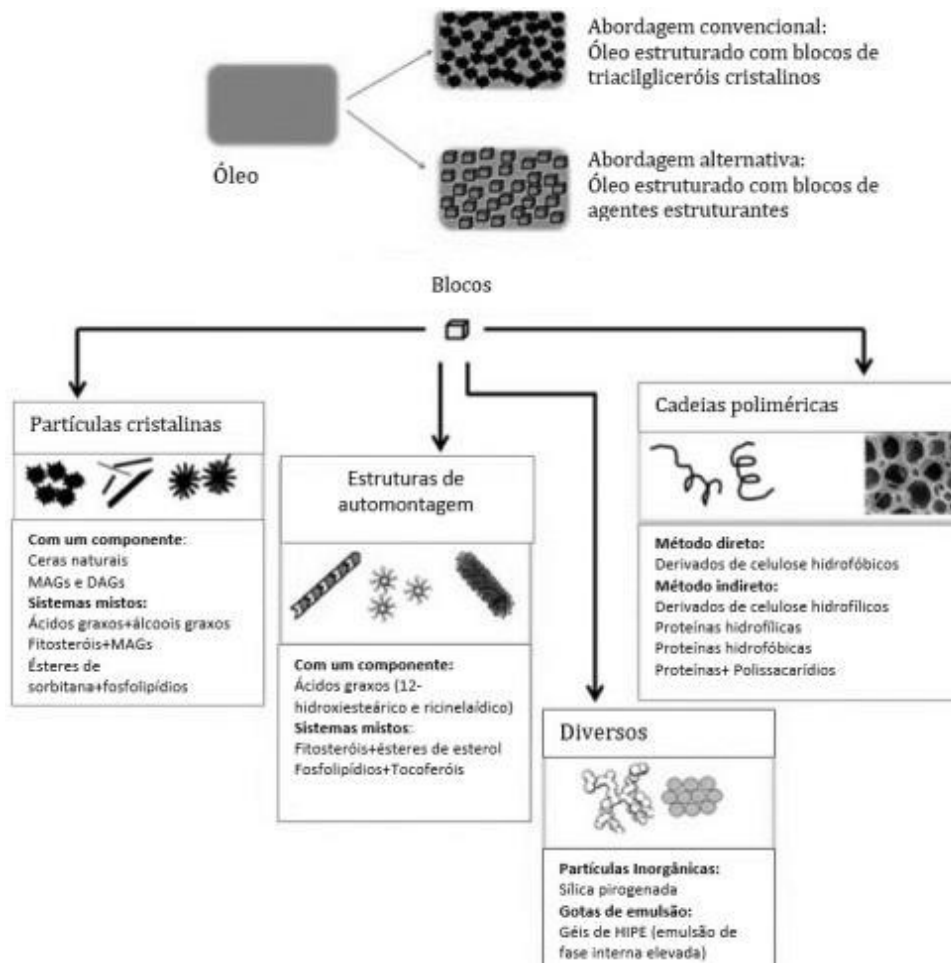 Abordagem convencional:
Óleo estruturado com blocos de
triacilgliceróis cristalinos
Óleo
Abordagem alternativa:
Óleo estruturado com blocos de
agentes estruturantes
Blocos
Partículas cristalinas
Com um componente:
Ceras naturais
MAGs e DAGs
Sistemas mistos:
Ácidos graxos+álcoois graxos
Fitosteróis+MAGs
Ésteres de
sorbitana+fosfolipídios
Estruturas de
automontagem
Com um componente:
Ácidos graxos (12-
hidroxiesteárico e ricinelaídico)
Sistemas mistos:
Fitosteróis+ésteres de esterol
Fosfolipídios+Tocoferóis
Diversos
Partículas Inorgânicas:
Sílica pirogenada
Gotas de emulsão:
Géis de HIPE (emulsão de
fase interna elevada)
Cadeias poliméricas
Método direto:
Derivados de celulose hidrofóbicos
Método indireto:
Derivados de celulose hidrofílicos
Proteínas hidrofílicas
Proteínas hidrofóbicas
Proteínas+ Polissacarídios